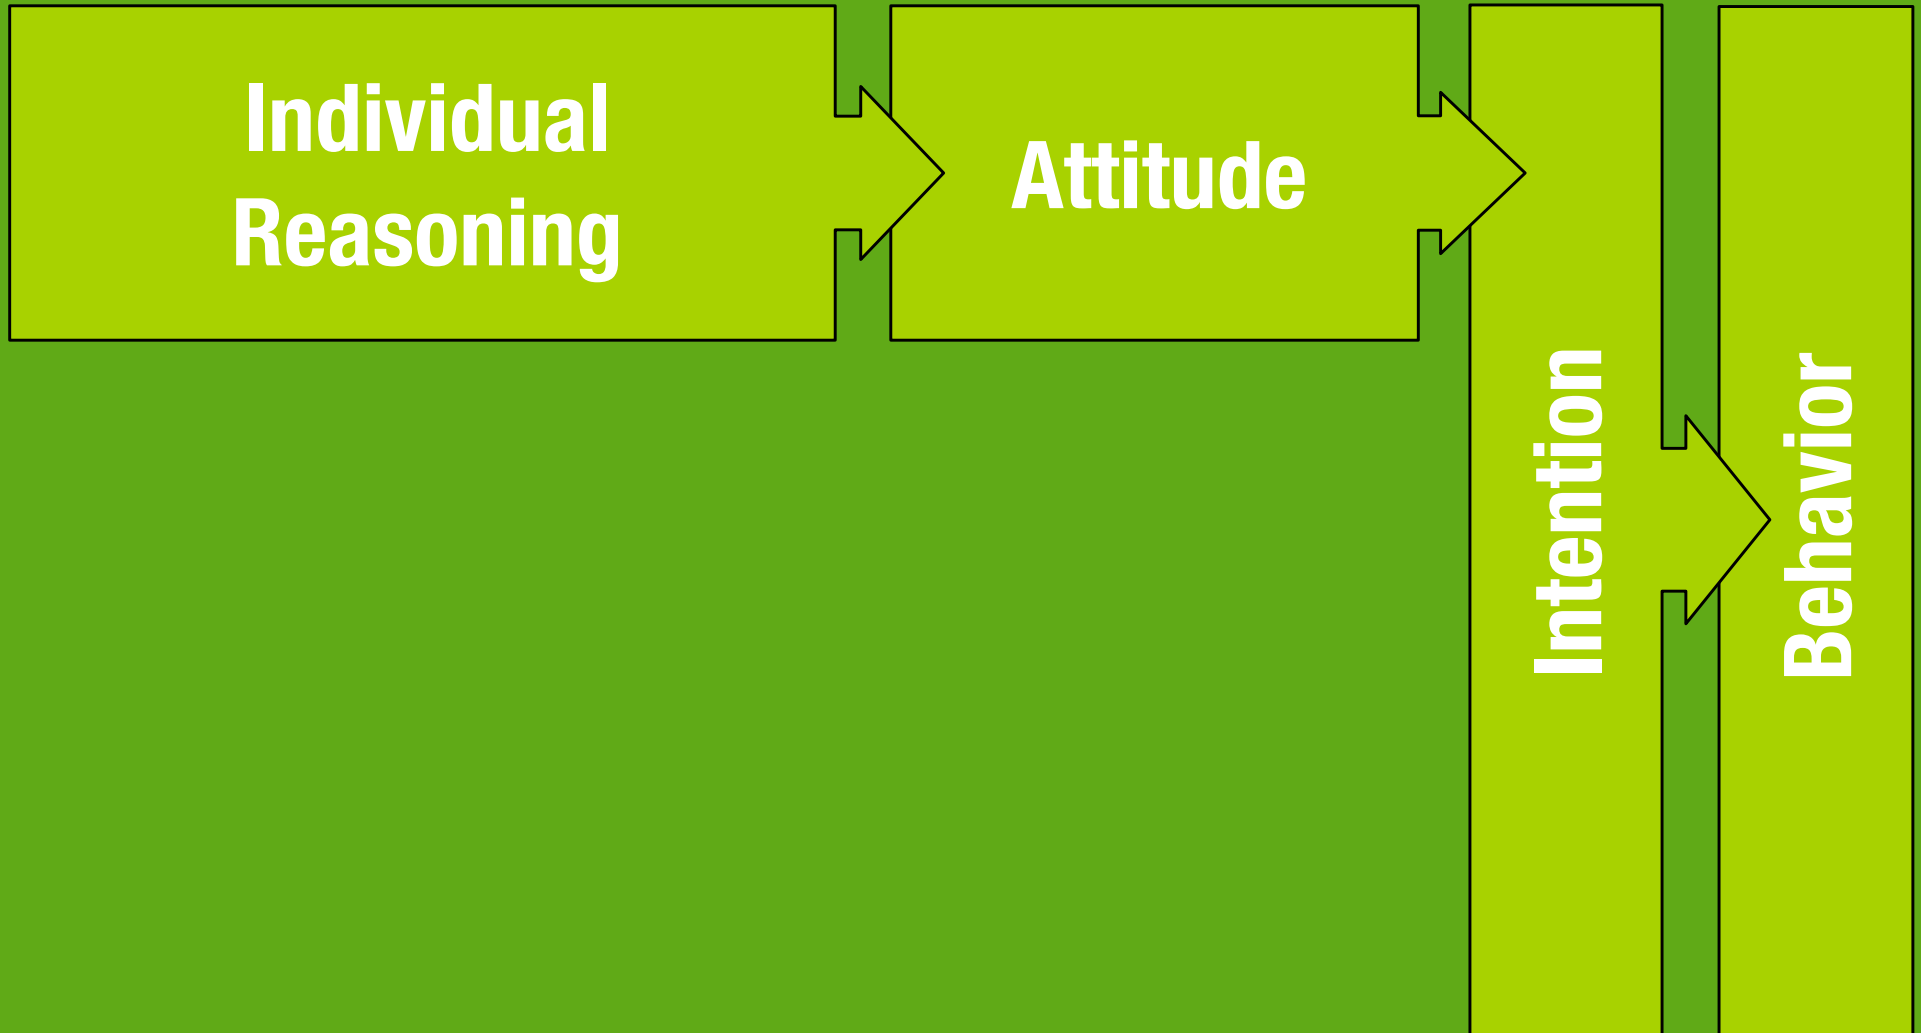 Individual
Reasoning
Attitude
Intention
Behavior